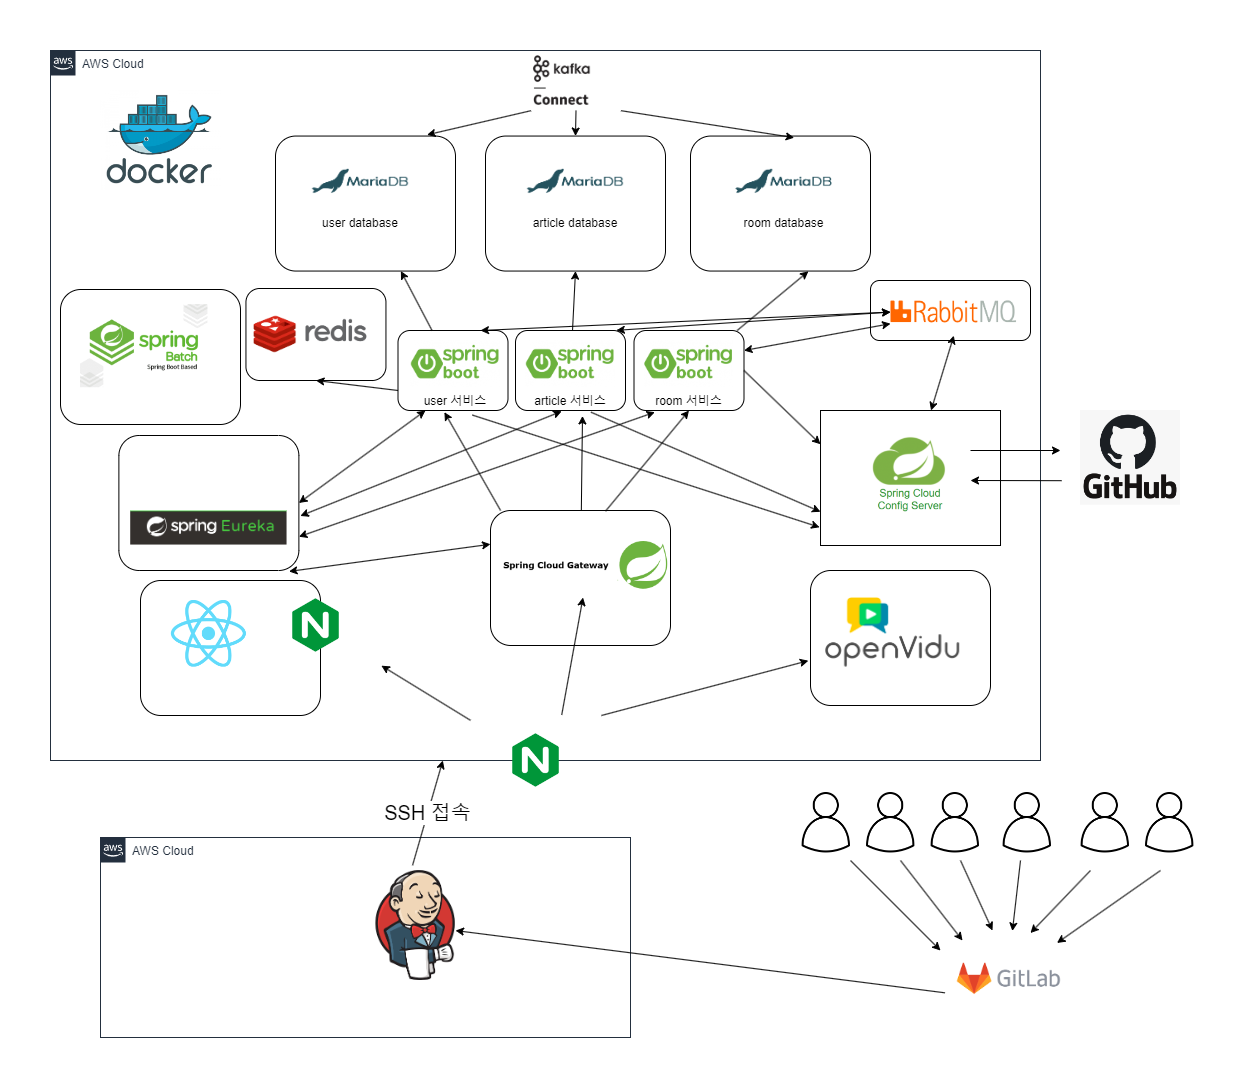 aws
AWS Cloud
kafka
Connect
docker
MariaDB
MariaDB
MariaDB
user database
article database
room database
spring
Batch
Spring Boot Based
redis
RabbitMQ
spring
boot
spring
boot
spring
boot
user 서비스
article 서비스
room 서비스
Spring Cloud
Config Server
GitHub
spring Eureka
Spring Cloud Gateway
N
openVidu
N
SSH 접속
aws
AWS Cloud
GitLab